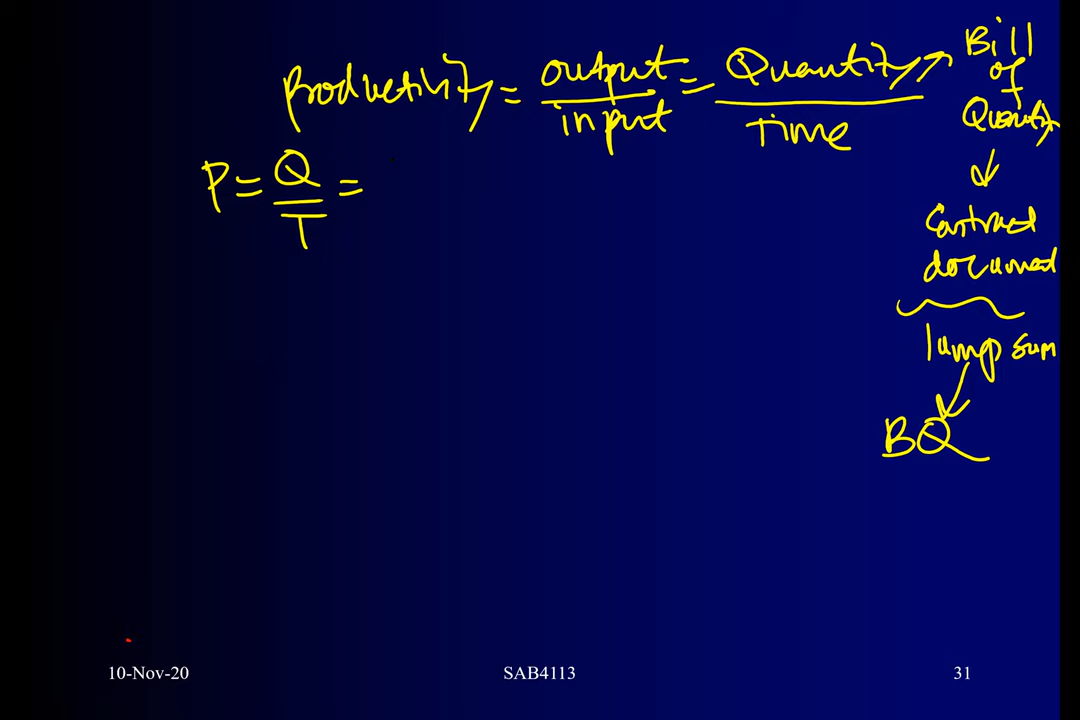 Productivity = output / input = Quantity / Time ↗ Bill of Quantity
P = Q / T =
↓
Contract document
lump sum
BQ
10-Nov-20 SAB4113 31